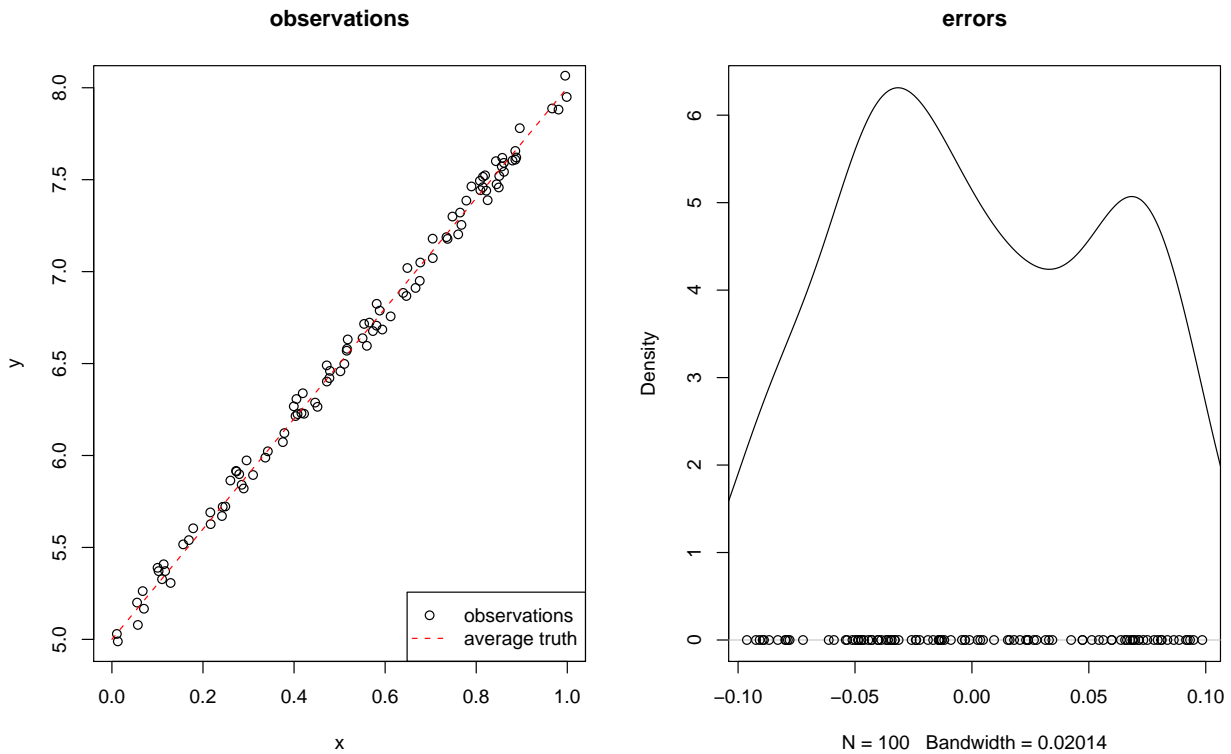 observations
y
8.0
7.5
7.0
6.5
6.0
5.5
5.0
observations
average truth
0.0 0.2 0.4 0.6 0.8 1.0
x
errors
Density
6
5
4
3
2
1
0
−0.10 −0.05 0.00 0.05 0.10
N = 100 Bandwidth = 0.02014